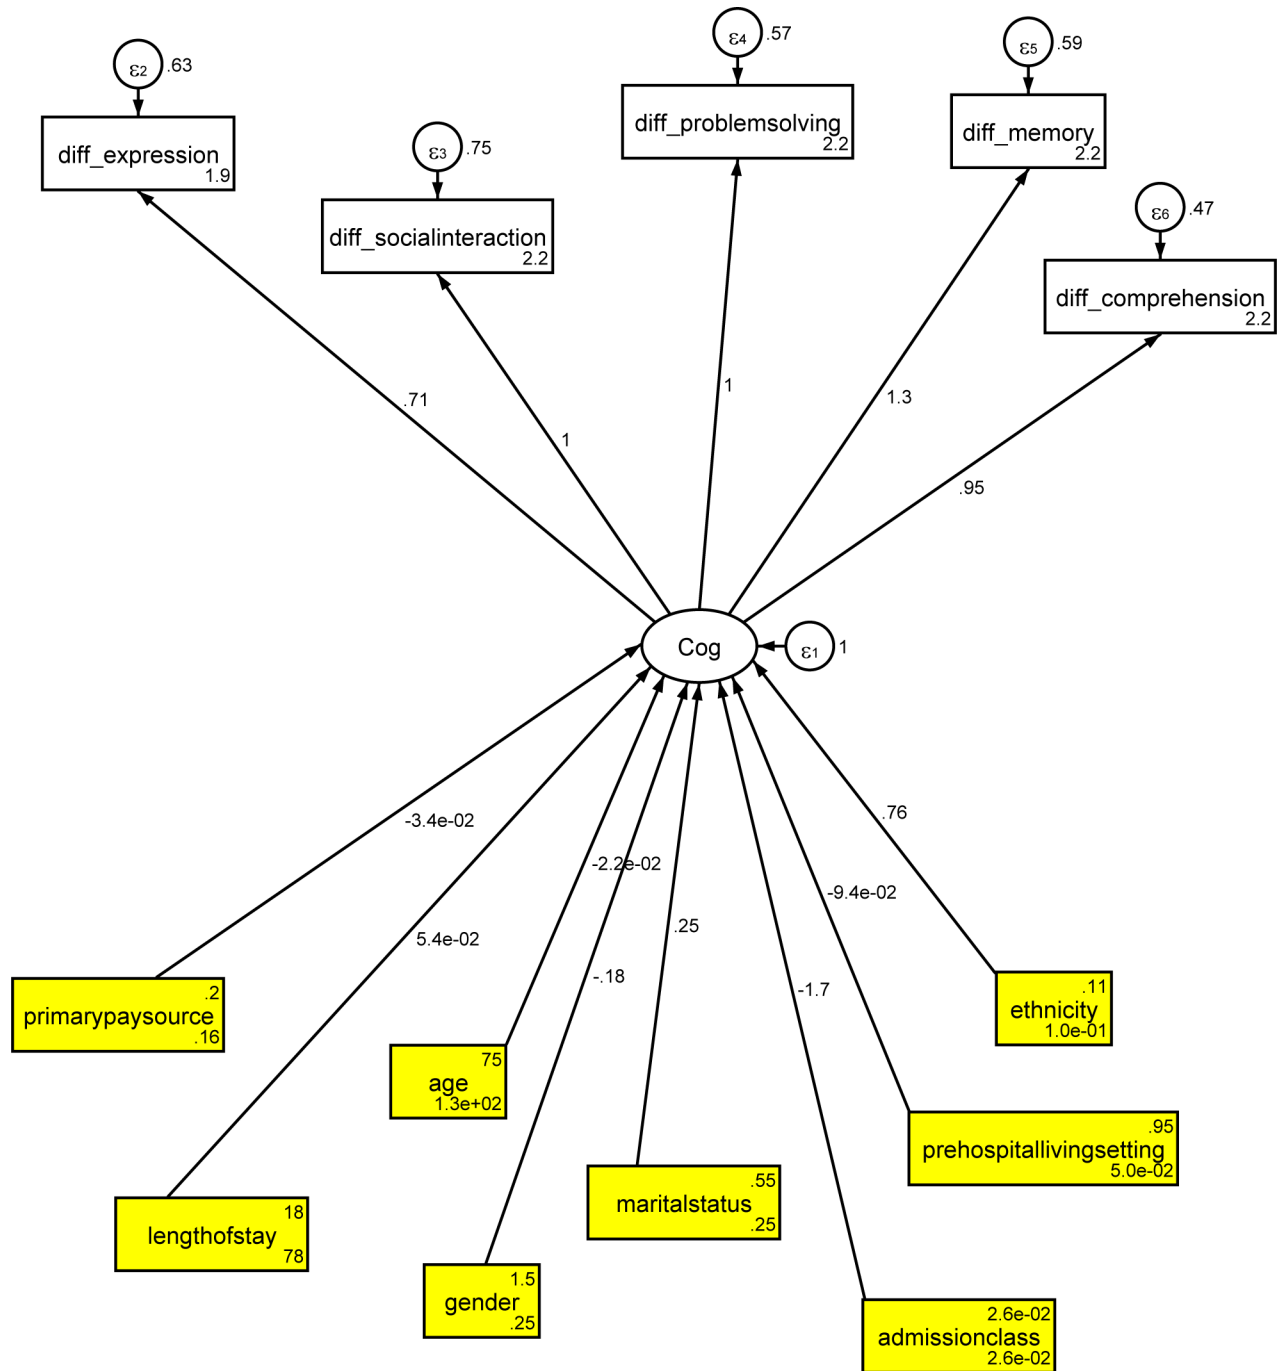 ε2 .63
ε4 .57
ε5 .59
diff_expression
1.9
ε3 .75
diff_problemsolving
2.2
diff_memory
2.2
diff_socialinteraction
2.2
ε6 .47
diff_comprehension
2.2
.71
1
1
1.3
.95
Cog
ε1 1
-3.4e-02
5.4e-02
-2.2e-02
-.18
.25
-1.7
-9.4e-02
.76
.2
primarypaysource
.16
.11
ethnicity
1.0e-01
75
age
1.3e+02
.95
prehospitallivingsetting
5.0e-02
.55
maritalstatus
.25
18
lengthofstay
78
1.5
gender
.25
2.6e-02
admissionclass
2.6e-02